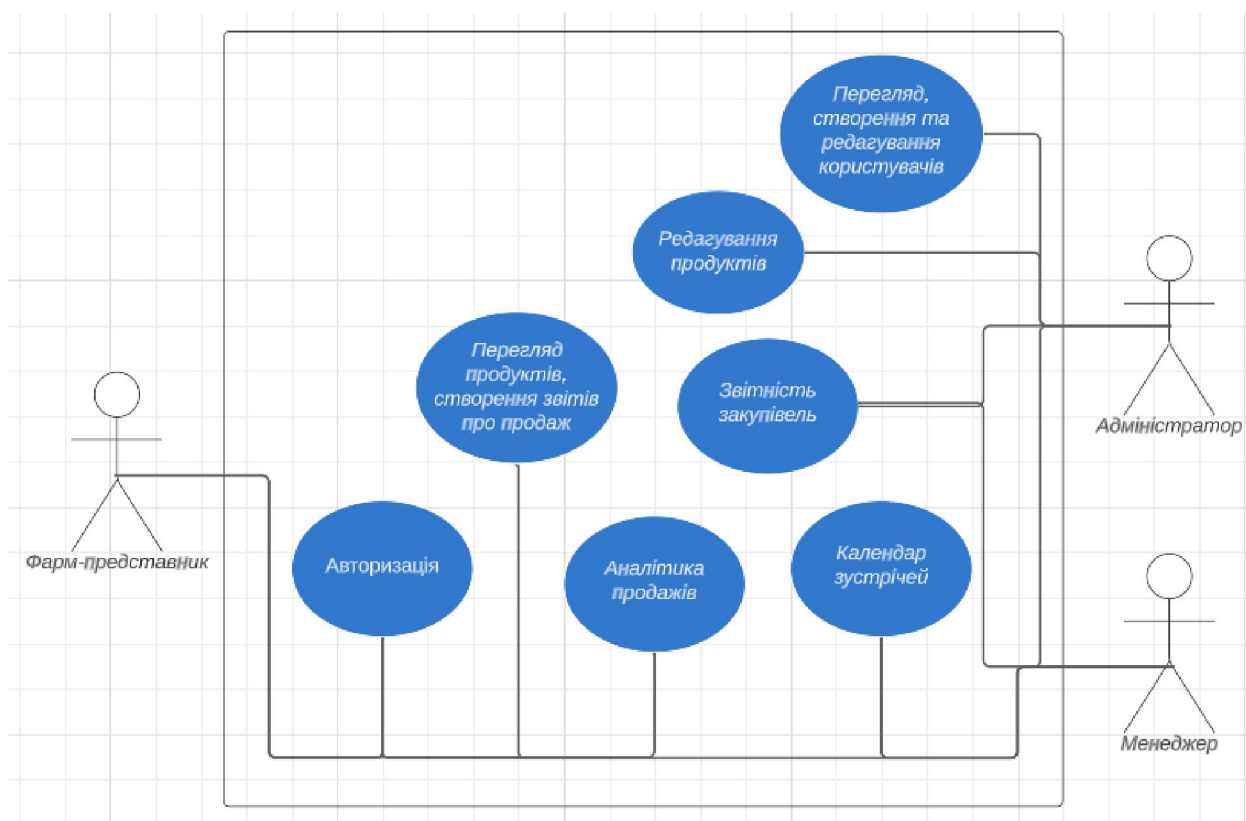 Перегляд,
створення та
редагування
користувачів
Редагування
продуктів
Перегляд
продуктів,
створення звітів
про продаж
Звітність
закупівель
Адміністратор
Фарм-представник
Авторизація
Аналітика
продажів
Календар
зустрічей
Менеджер